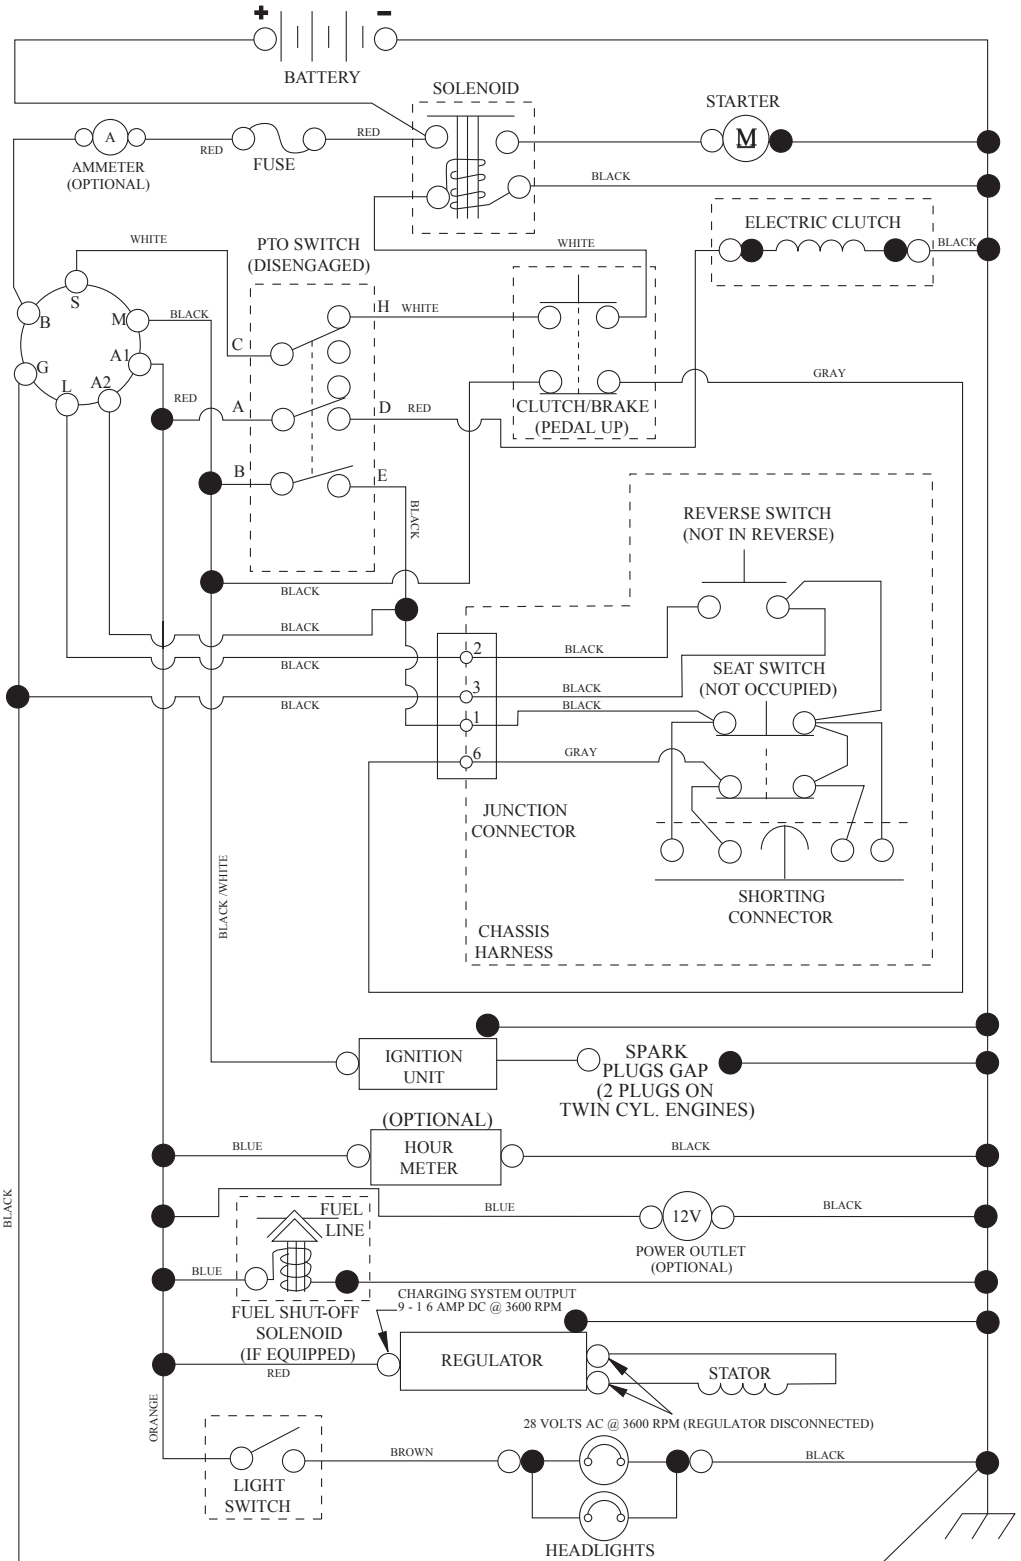 + −
BATTERY
SOLENOID
STARTER
A
RED
FUSE
RED
M
AMMETER
(OPTIONAL)
BLACK
ELECTRIC CLUTCH
BLACK
WHITE
PTO SWITCH
(DISENGAGED)
WHITE
S
B
M
BLACK
H
WHITE
C
G
A1
L
A2
RED
A
D
RED
GRAY
CLUTCH/BRAKE
(PEDAL UP)
B
E
BLACK
REVERSE SWITCH
(NOT IN REVERSE)
BLACK
BLACK
2
BLACK
BLACK
SEAT SWITCH
(NOT OCCUPIED)
3
BLACK
BLACK
BLACK
1
6
GRAY
JUNCTION
CONNECTOR
BLACK /WHITE
SHORTING
CONNECTOR
CHASSIS
HARNESS
IGNITION
UNIT
SPARK
PLUGS GAP
(2 PLUGS ON
TWIN CYL. ENGINES)
(OPTIONAL)
BLUE
HOUR
METER
BLACK
BLACK
FUEL
LINE
BLUE
12V
BLACK
POWER OUTLET
(OPTIONAL)
BLUE
FUEL SHUT-OFF
SOLENOID
(IF EQUIPPED)
CHARGING SYSTEM OUTPUT
9 - 1 6 AMP DC @ 3600 RPM
RED
REGULATOR
STATOR
28 VOLTS AC @ 3600 RPM (REGULATOR DISCONNECTED)
ORANGE
BROWN
BLACK
LIGHT
SWITCH
HEADLIGHTS